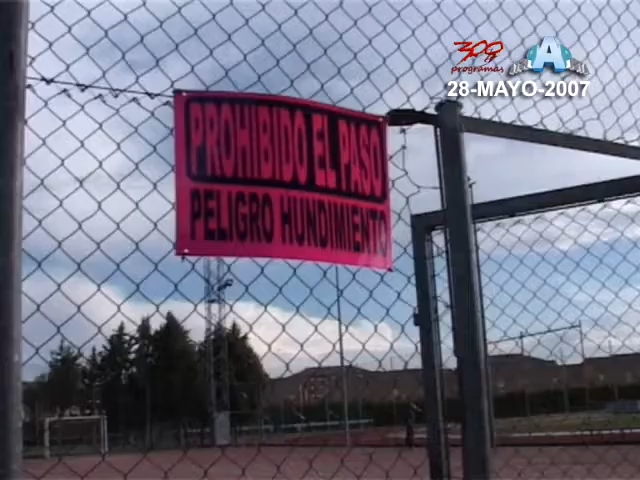 300
programas
A
28-MAYO-2007
PROHIBIDO EL PASO
PELIGRO HUNDIMIENTO